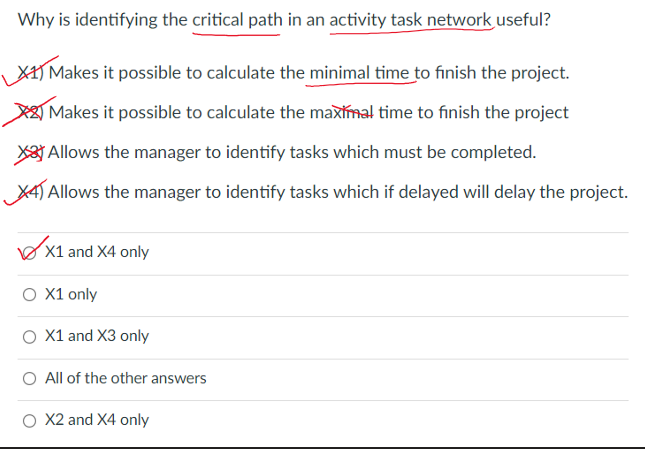 Why is identifying the critical path in an activity task network useful?
X1) Makes it possible to calculate the minimal time to finish the project.
X2) Makes it possible to calculate the maximal time to finish the project
X3) Allows the manager to identify tasks which must be completed.
X4) Allows the manager to identify tasks which if delayed will delay the project.
X1 and X4 only
X1 only
X1 and X3 only
All of the other answers
X2 and X4 only